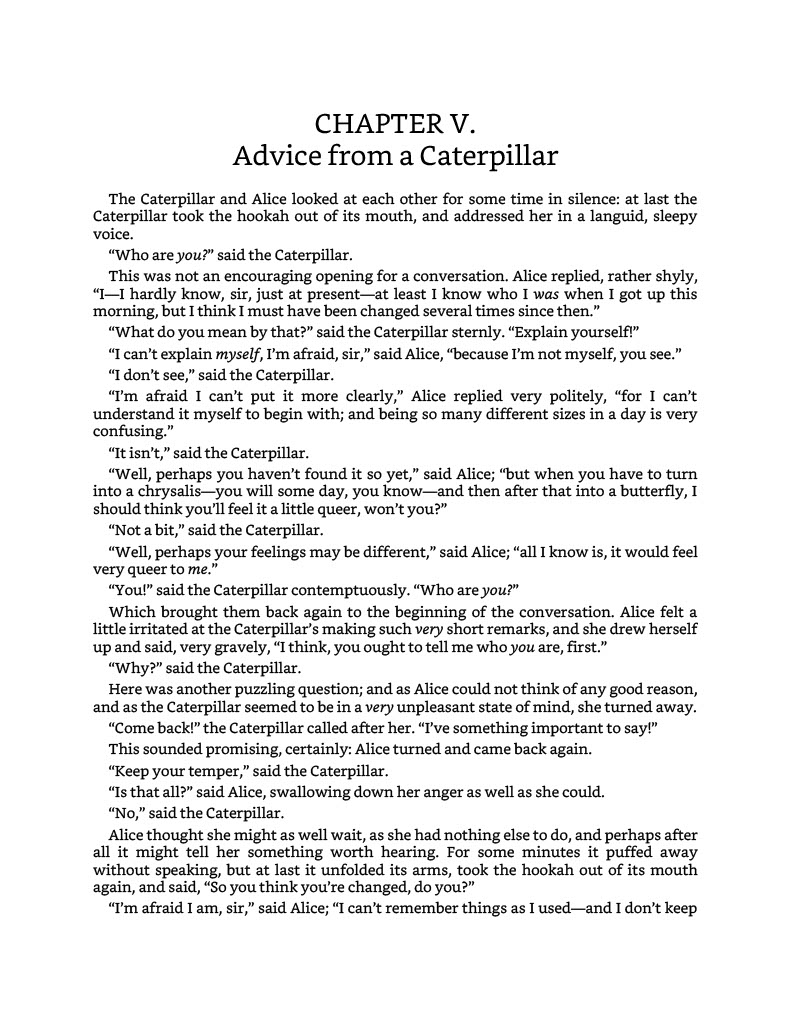 CHAPTER V.
Advice from a Caterpillar
The Caterpillar and Alice looked at each other for some time in silence: at last the
Caterpillar took the hookah out of its mouth, and addressed her in a languid, sleepy
voice.
“Who are you?” said the Caterpillar.
This was not an encouraging opening for a conversation. Alice replied, rather shyly,
“I—I hardly know, sir, just at present—at least I know who I was when I got up this
morning, but I think I must have been changed several times since then.”
“What do you mean by that?” said the Caterpillar sternly. “Explain yourself!”
“I can’t explain myself, I’m afraid, sir,” said Alice, “because I’m not myself, you see.”
“I don’t see,” said the Caterpillar.
“I’m afraid I can’t put it more clearly,” Alice replied very politely, “for I can’t
understand it myself to begin with; and being so many different sizes in a day is very
confusing.”
“It isn’t,” said the Caterpillar.
“Well, perhaps you haven’t found it so yet,” said Alice; “but when you have to turn
into a chrysalis—you will some day, you know—and then after that into a butterfly, I
should think you’ll feel it a little queer, won’t you?”
“Not a bit,” said the Caterpillar.
“Well, perhaps your feelings may be different,” said Alice; “all I know is, it would feel
very queer to me.”
“You!” said the Caterpillar contemptuously. “Who are you?”
Which brought them back again to the beginning of the conversation. Alice felt a
little irritated at the Caterpillar’s making such very short remarks, and she drew herself
up and said, very gravely, “I think, you ought to tell me who you are, first.”
“Why?” said the Caterpillar.
Here was another puzzling question; and as Alice could not think of any good reason,
and as the Caterpillar seemed to be in a very unpleasant state of mind, she turned away.
“Come back!” the Caterpillar called after her. “I’ve something important to say!”
This sounded promising, certainly: Alice turned and came back again.
“Keep your temper,” said the Caterpillar.
“Is that all?” said Alice, swallowing down her anger as well as she could.
“No,” said the Caterpillar.
Alice thought she might as well wait, as she had nothing else to do, and perhaps after
all it might tell her something worth hearing. For some minutes it puffed away
without speaking, but at last it unfolded its arms, took the hookah out of its mouth
again, and said, “So you think you’re changed, do you?”
“I’m afraid I am, sir,” said Alice; “I can’t remember things as I used—and I don’t keep